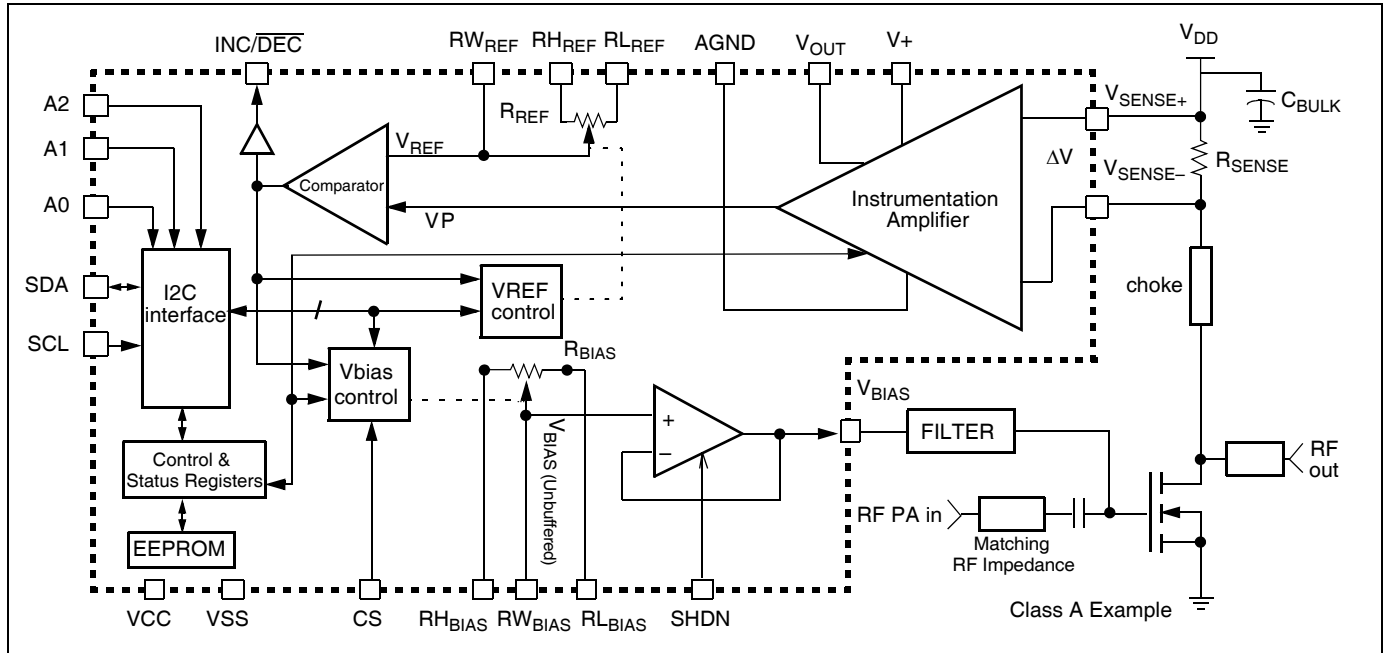 INC/DEC
RW_REF
RH_REF
RL_REF
AGND
V_OUT
V+
V_DD
A2
A1
A0
SDA
SCL
R_REF
V_REF
Comparator
VP
Instrumentation
Amplifier
ΔV
V_SENSE+
V_SENSE–
C_BULK
R_SENSE
choke
I2C
interface
VREF
control
Vbias
control
R_BIAS
V_BIAS (Unbuffered)
+
–
V_BIAS
FILTER
RF
out
RF PA in
Matching
RF Impedance
Control &
Status Registers
EEPROM
VCC
VSS
CS
RH_BIAS
RW_BIAS
RL_BIAS
SHDN
Class A Example